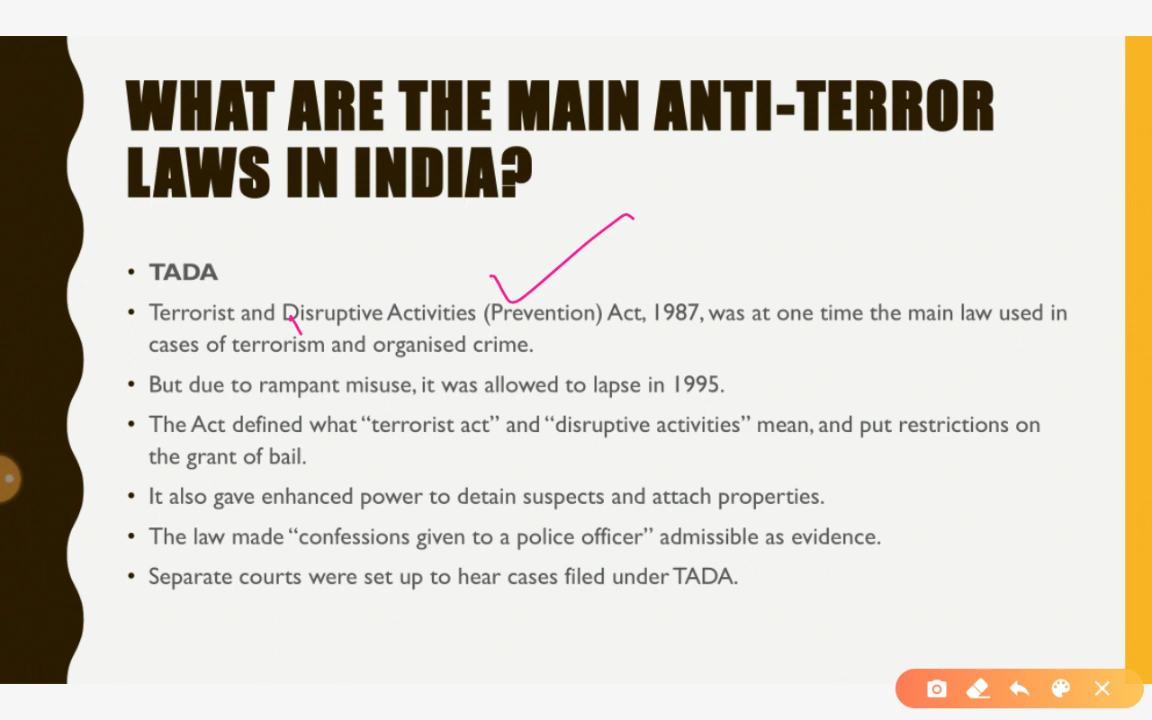 WHAT ARE THE MAIN ANTI-TERROR
LAWS IN INDIA?
• TADA
• Terrorist and Disruptive Activities (Prevention) Act, 1987, was at one time the main law used in
cases of terrorism and organised crime.
• But due to rampant misuse, it was allowed to lapse in 1995.
• The Act defined what “terrorist act” and “disruptive activities” mean, and put restrictions on
the grant of bail.
• It also gave enhanced power to detain suspects and attach properties.
• The law made “confessions given to a police officer” admissible as evidence.
• Separate courts were set up to hear cases filed under TADA.